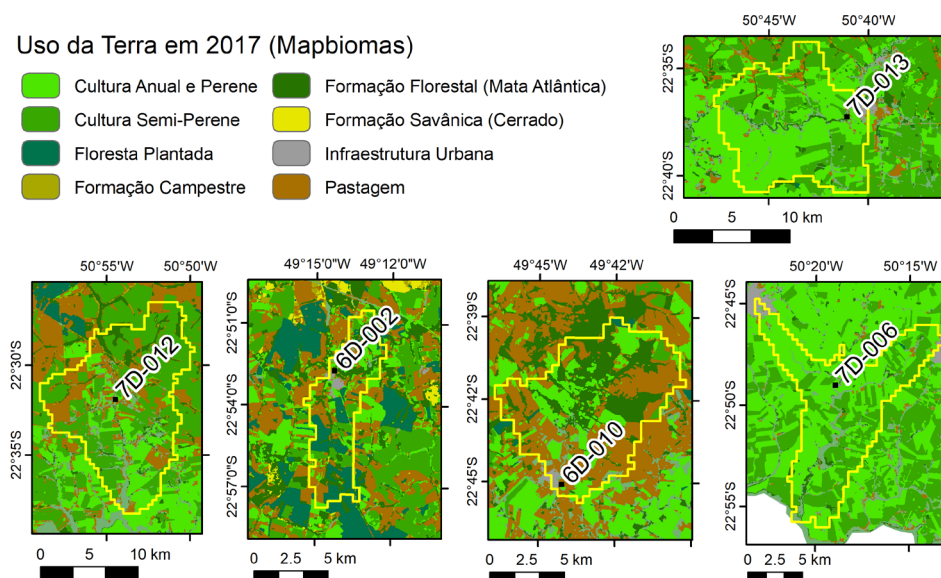 Uso da Terra em 2017 (Mapbiomas)
Cultura Anual e Perene
Cultura Semi-Perene
Floresta Plantada
Formação Campestre
Formação Florestal (Mata Atlântica)
Formação Savânica (Cerrado)
Infraestrutura Urbana
Pastagem
50°45'W 50°40'W
22°35'S
22°40'S
7D-013
0 5 10 km
50°55'W 50°50'W
22°30'S
22°35'S
7D-012
0 5 10 km
49°15'0"W 49°12'0"W
22°51'0"S
22°54'0"S
22°57'0"S
6D-002
0 2.5 5 km
49°45'W 49°42'W
22°39'S
22°42'S
22°45'S
6D-010
0 2.5 5 km
50°20'W 50°14'W
22°45'S
22°50'S
22°55'S
7D-006
0 2.5 5 km